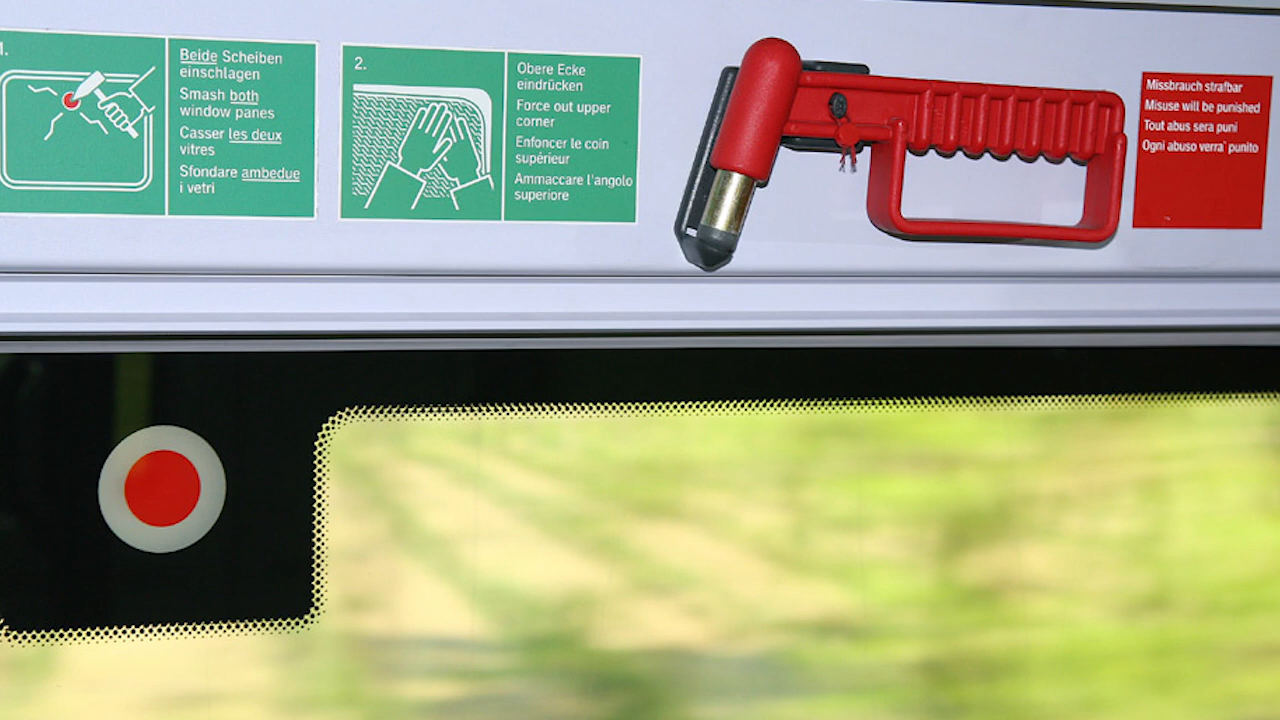 1.
Beide Scheiben
einschlagen
Smash both
window panes
Casser les deux
vitres
Sfondare ambedue
i vetri
2.
Obere Ecke
eindrücken
Force out upper
corner
Enfoncer le coin
supérieur
Ammaccare l'angolo
superiore
Missbrauch strafbar
Misuse will be punished
Tout abus sera puni
Ogni abuso verra` punito